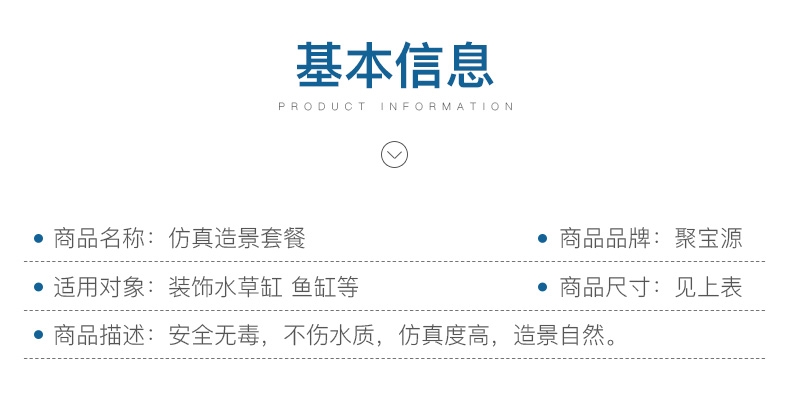 基本信息
PRODUCT INFORMATION
商品名称：仿真造景套餐
商品品牌：聚宝源
适用对象：装饰水草缸 鱼缸等
商品尺寸：见上表
商品描述：安全无毒，不伤水质，仿真度高，造景自然。